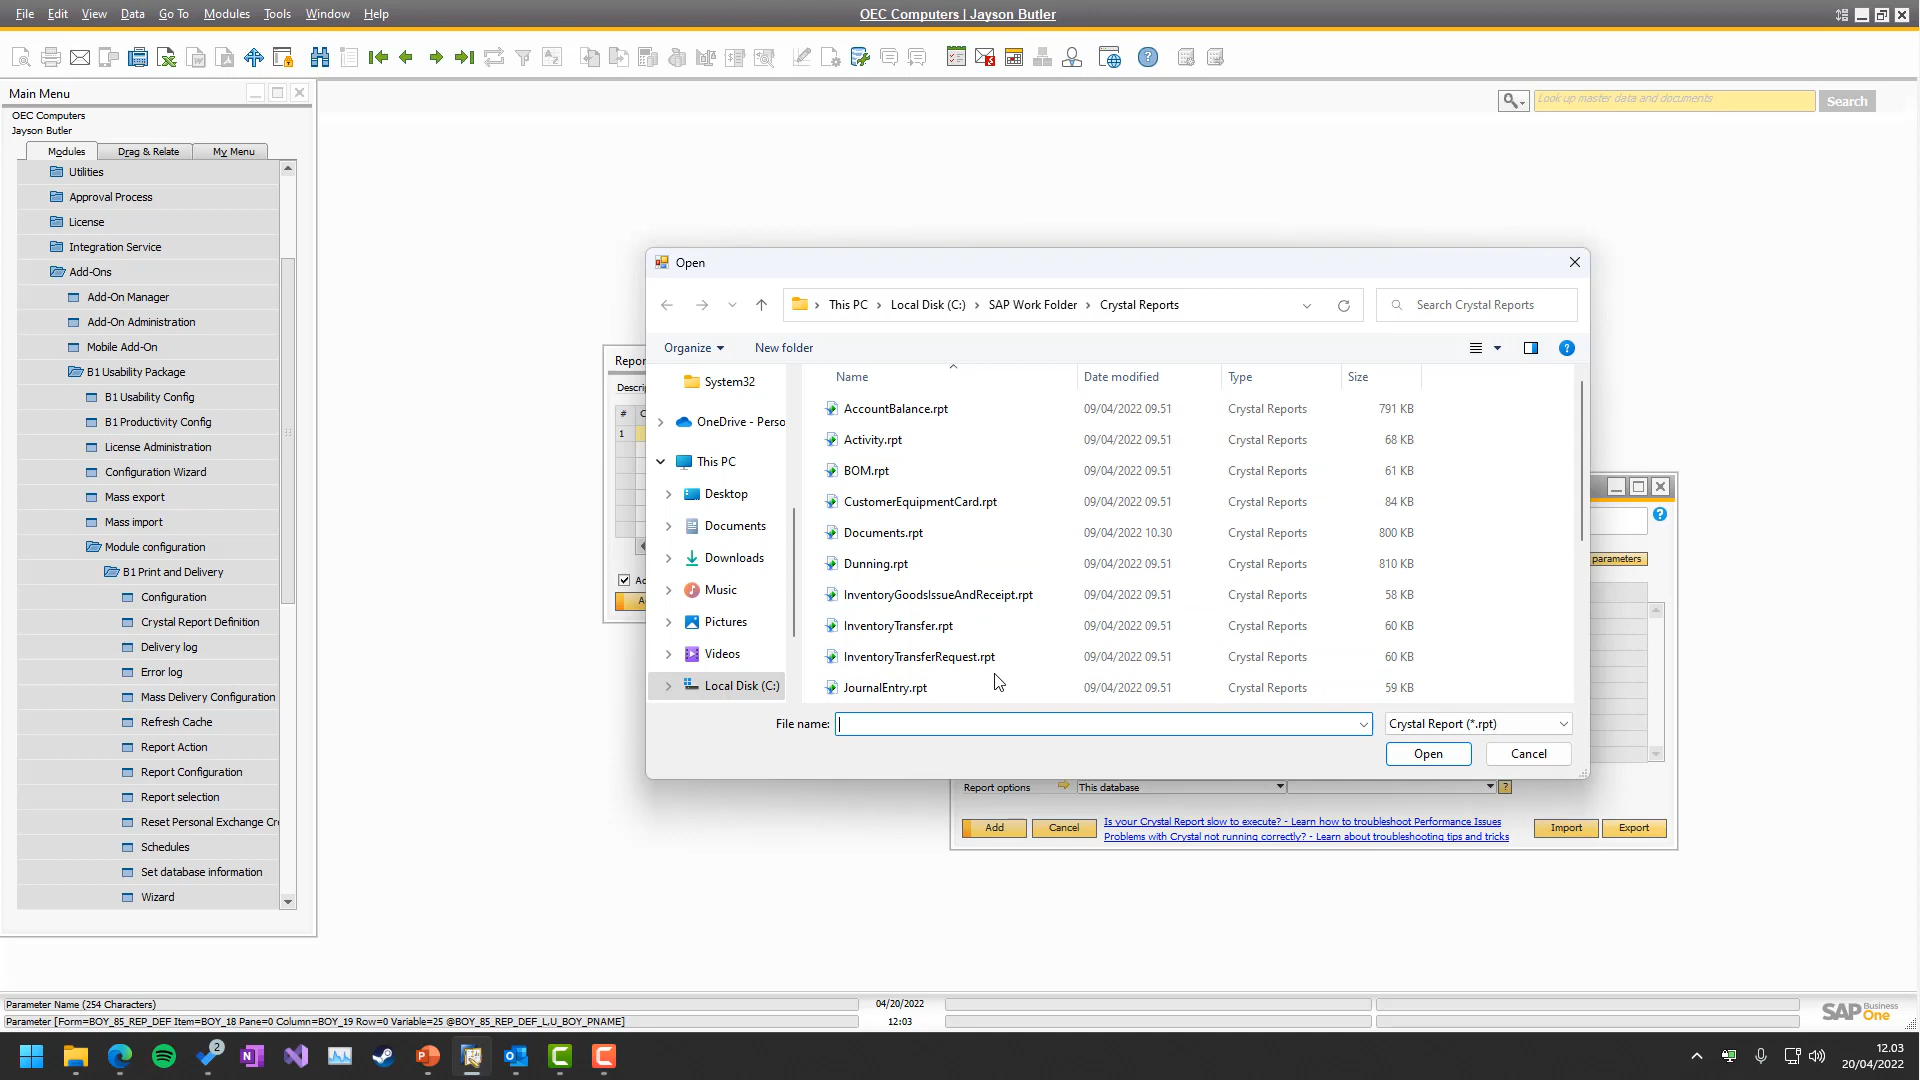 File Edit View Data Go To Modules Tools Window Help
OEC Computers | Jayson Butler
Main Menu
OEC Computers
Jayson Butler
Modules Drag & Relate My Menu
Utilities
Approval Process
License
Integration Service
Add-Ons
Add-On Manager
Add-On Administration
Mobile Add-On
B1 Usability Package
B1 Usability Config
B1 Productivity Config
License Administration
Configuration Wizard
Mass export
Mass import
Module configuration
B1 Print and Delivery
Configuration
Crystal Report Definition
Delivery log
Error log
Mass Delivery Configuration
Refresh Cache
Report Action
Report Configuration
Report selection
Reset Personal Exchange Cr
Schedules
Set database information
Wizard
Look up master data and documents Search
Repor
Descri
#
1
Open
This PC Local Disk (C:) SAP Work Folder Crystal Reports Search Crystal Reports
Organize New folder
System32
OneDrive - Perso
This PC
Desktop
Documents
Downloads
Music
Pictures
Videos
Local Disk (C:)
Name Date modified Type Size
AccountBalance.rpt 09/04/2022 09.51 Crystal Reports 791 KB
Activity.rpt 09/04/2022 09.51 Crystal Reports 68 KB
BOM.rpt 09/04/2022 09.51 Crystal Reports 61 KB
CustomerEquipmentCard.rpt 09/04/2022 09.51 Crystal Reports 84 KB
Documents.rpt 09/04/2022 10.30 Crystal Reports 800 KB
Dunning.rpt 09/04/2022 09.51 Crystal Reports 810 KB
InventoryGoodsIssueAndReceipt.rpt 09/04/2022 09.51 Crystal Reports 58 KB
InventoryTransfer.rpt 09/04/2022 09.51 Crystal Reports 60 KB
InventoryTransferRequest.rpt 09/04/2022 09.51 Crystal Reports 60 KB
JournalEntry.rpt 09/04/2022 09.51 Crystal Reports 59 KB
File name: Crystal Report (*.rpt)
Open Cancel
parameters
Report options This database ?
Add Cancel
Is your Crystal Report slow to execute? - Learn how to troubleshoot Performance Issues
Problems with Crystal not running correctly? - Learn about troubleshooting tips and tricks
Import Export
Parameter Name (254 Characters) 04/20/2022
Parameter [Form=BOY_85_REP_DEF Item=BOY_18 Pane=0 Column=BOY_19 Row=0 Variable=25 @BOY_85_REP_DEF_L,U_BOY_PNAME] 12:03
SAP Business One
2
12.03
20/04/2022